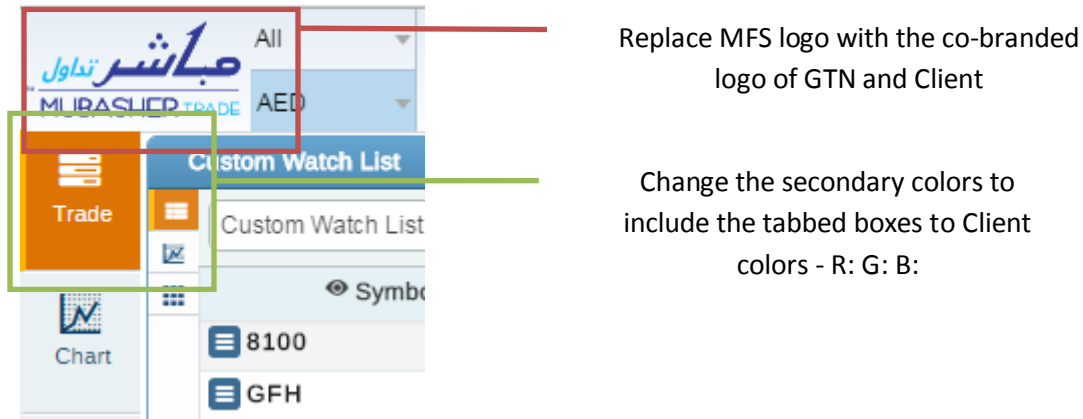 All
مباشر تداول
MUBASHER TRADE
AED
Custom Watch List
Trade
Custom Watch List
Symbo
8100
Chart
GFH
Replace MFS logo with the co-branded
logo of GTN and Client
Change the secondary colors to
include the tabbed boxes to Client
colors - R: G: B: